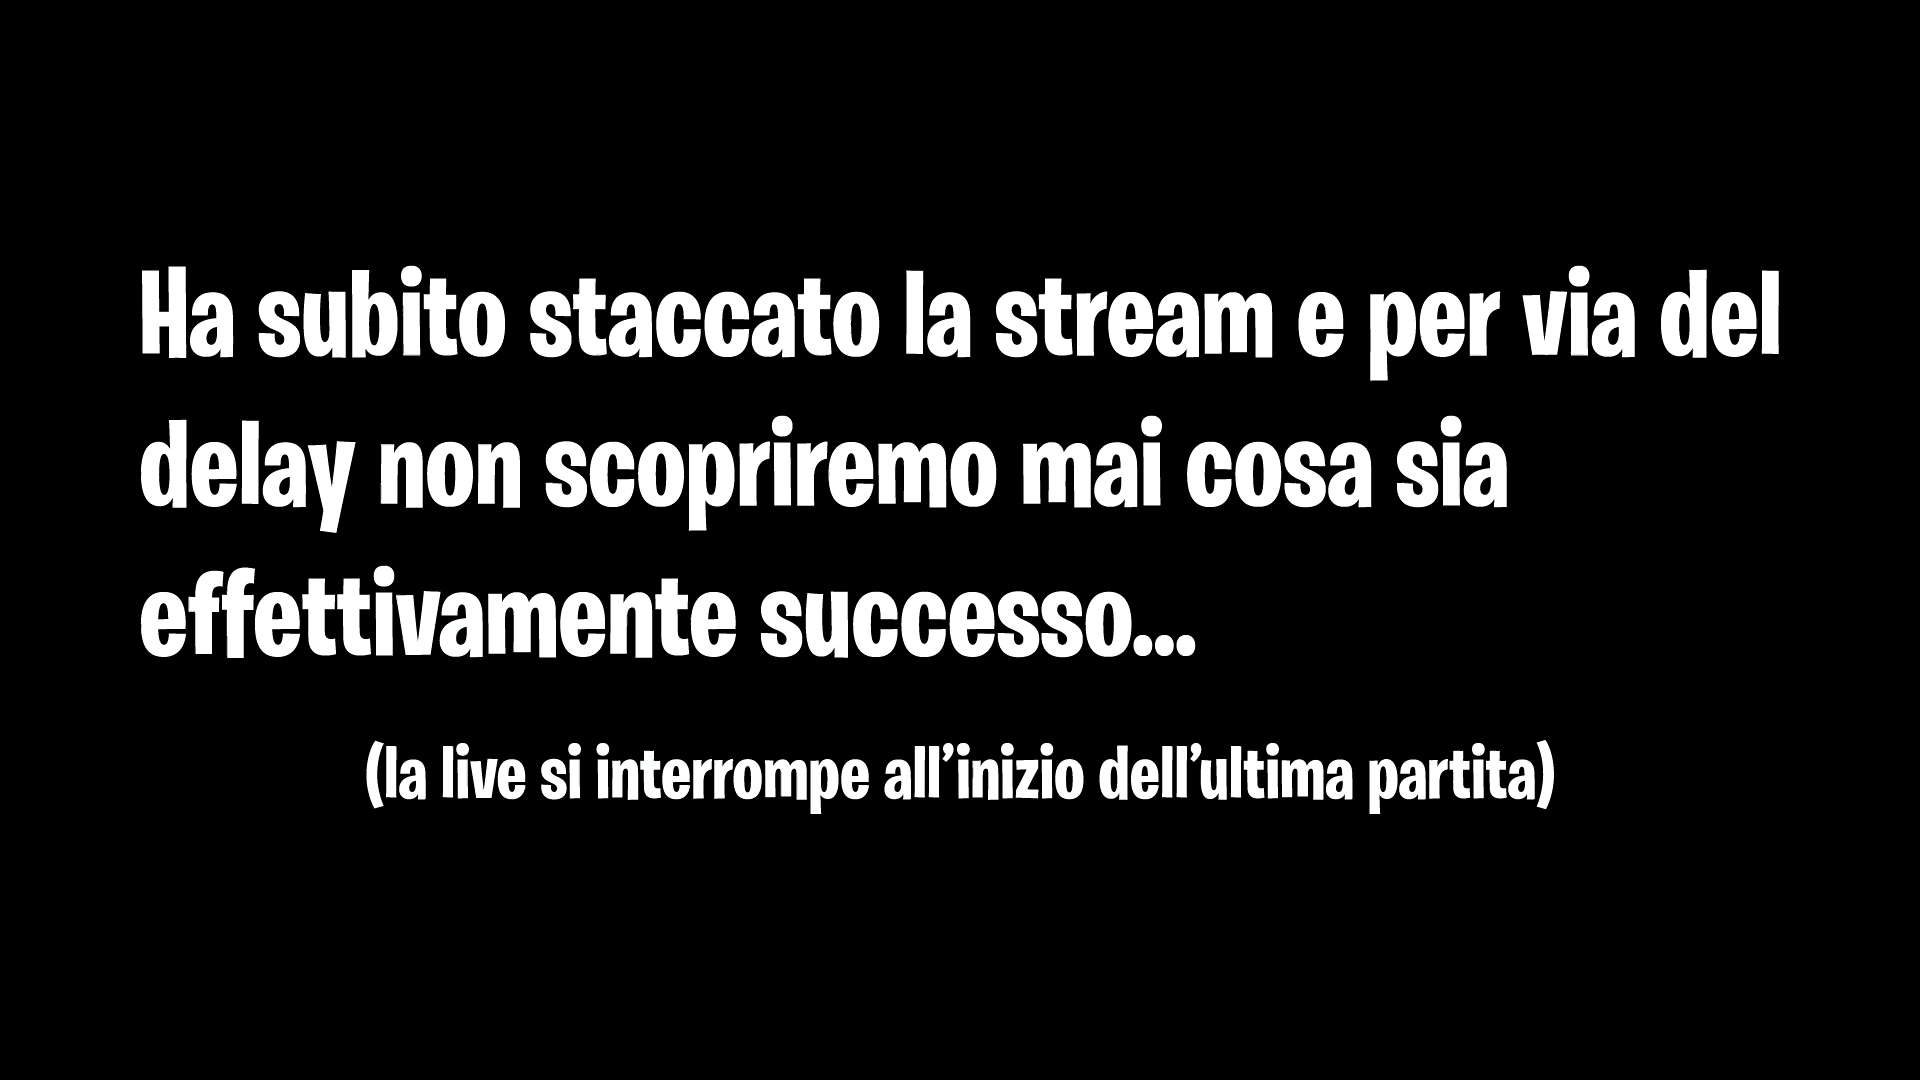 Ha subito staccato la stream e per via del
delay non scopriremo mai cosa sia
effettivamente successo...
(la live si interrompe all’inizio dell’ultima partita)